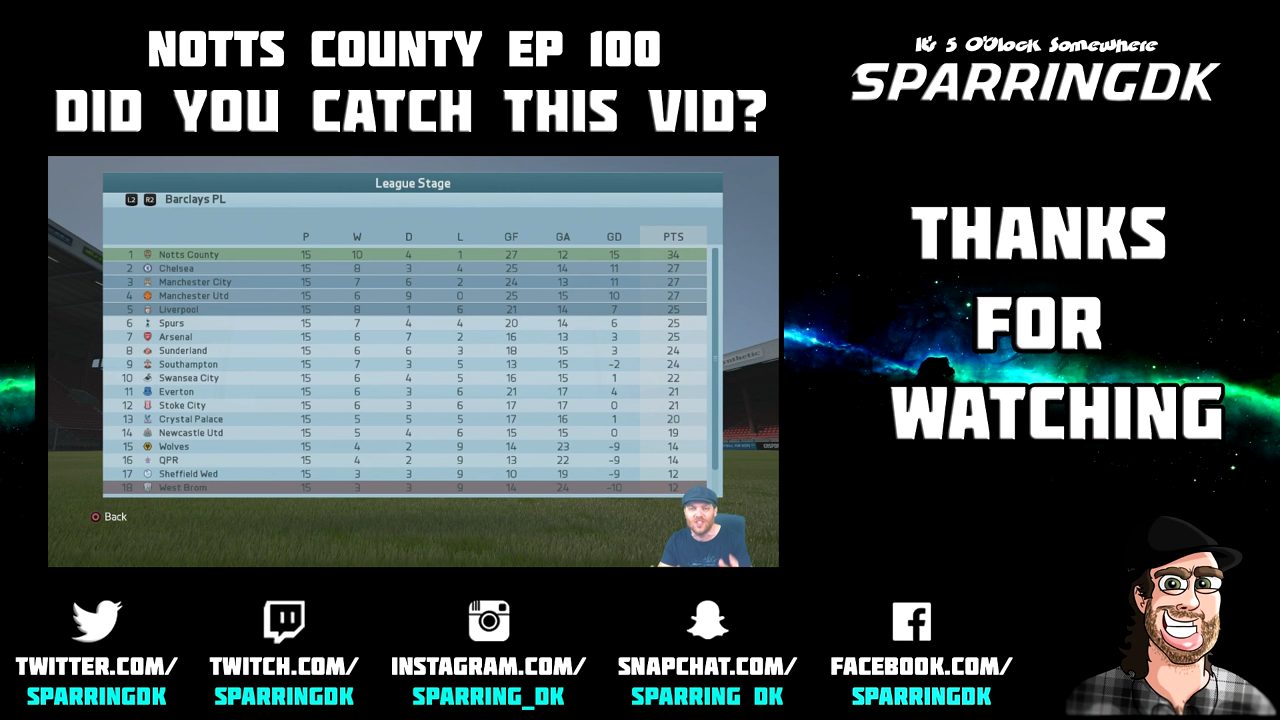 NOTTS COUNTY EP 100
DID YOU CATCH THIS VID?
It's 5 O'Clock Somewhere
SPARRINGDK
League Stage
L2 R2 Barclays PL
P W D L GF GA GD PTS
1 Notts County 15 10 4 1 27 12 15 34
2 Chelsea 15 8 3 4 25 14 11 27
3 Manchester City 15 7 6 2 24 13 11 27
4 Manchester Utd 15 6 9 0 25 15 10 27
5 Liverpool 15 8 1 6 21 14 7 25
6 Spurs 15 7 4 4 20 14 6 25
7 Arsenal 15 6 7 2 16 13 3 25
8 Sunderland 15 6 6 3 18 15 3 24
9 Southampton 15 7 3 5 13 15 -2 24
10 Swansea City 15 6 4 5 16 15 1 22
11 Everton 15 6 3 6 21 17 4 21
12 Stoke City 15 6 3 6 17 17 0 21
13 Crystal Palace 15 5 5 5 17 16 1 20
14 Newcastle Utd 15 5 4 6 15 15 0 19
15 Wolves 15 4 2 9 14 23 -9 14
16 QPR 15 4 2 9 13 22 -9 14
17 Sheffield Wed 15 3 3 9 10 19 -9 12
18 West Brom 15 3 3 9 14 24 -10 12
Back
THANKS
FOR
WATCHING
TWITTER.COM/
SPARRINGDK
TWITCH.COM/
SPARRINGDK
INSTAGRAM.COM/
SPARRING_DK
SNAPCHAT.COM/
SPARRING DK
FACEBOOK.COM/
SPARRINGDK